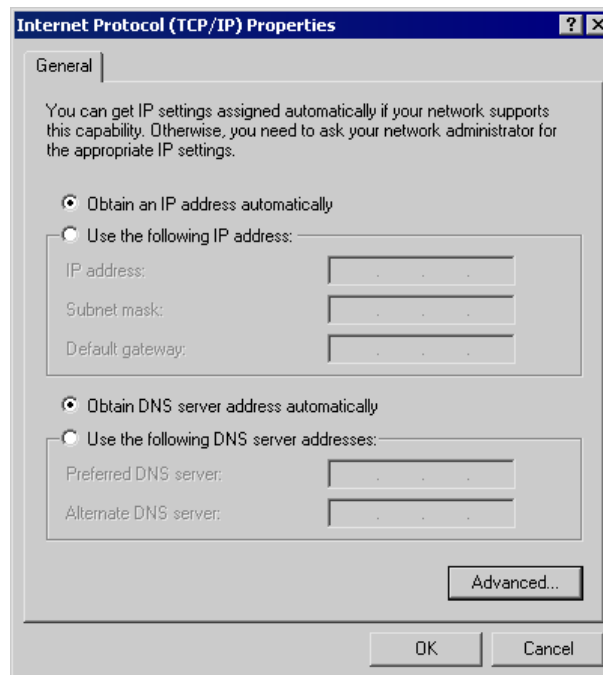 Internet Protocol (TCP/IP) Properties
General
You can get IP settings assigned automatically if your network supports
this capability. Otherwise, you need to ask your network administrator for
the appropriate IP settings.
Obtain an IP address automatically
Use the following IP address:
IP address:
Subnet mask:
Default gateway:
Obtain DNS server address automatically
Use the following DNS server addresses:
Preferred DNS server:
Alternate DNS server:
Advanced...
OK Cancel